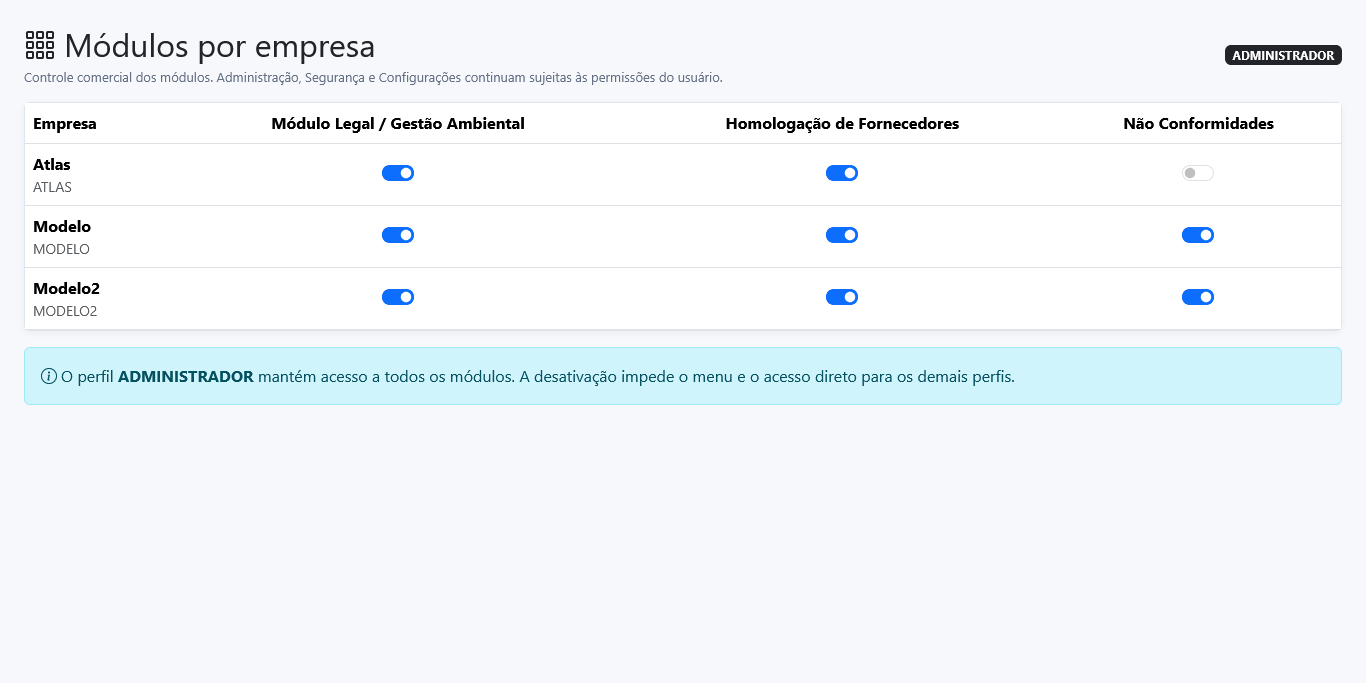 Módulos por empresa
ADMINISTRADOR
Controle comercial dos módulos. Administração, Segurança e Configurações continuam sujeitas às permissões do usuário.
Empresa Módulo Legal / Gestão Ambiental Homologação de Fornecedores Não Conformidades
Atlas
ATLAS
Modelo
MODELO
Modelo2
MODELO2
O perfil ADMINISTRADOR mantém acesso a todos os módulos. A desativação impede o menu e o acesso direto para os demais perfis.